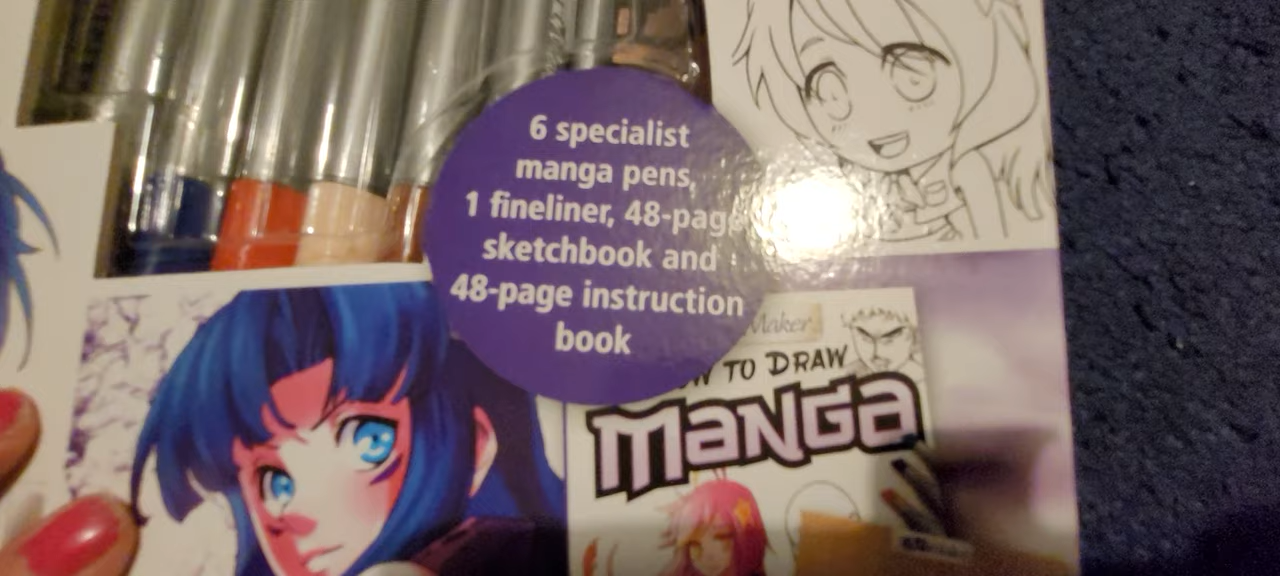 6 specialist
manga pens,
1 fineliner, 48-page
sketchbook and
48-page instruction
book
Maker
TO DRAW
MANGA